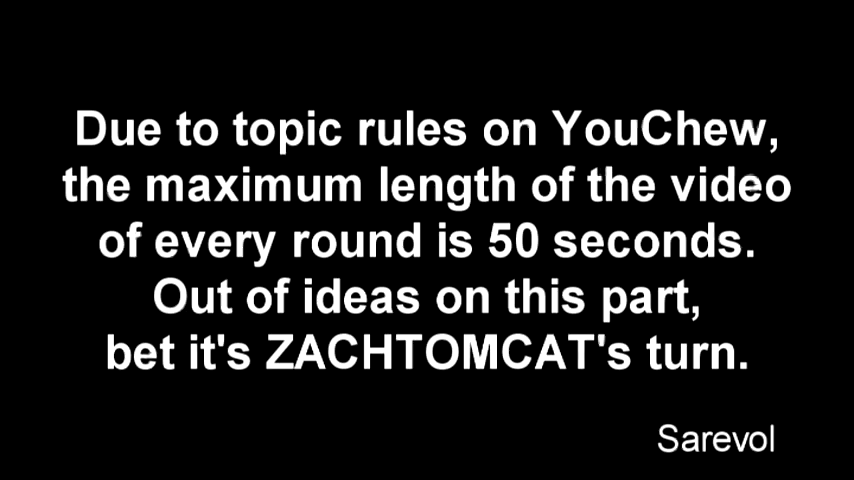 Due to topic rules on YouChew,
the maximum length of the video
of every round is 50 seconds.
Out of ideas on this part,
bet it's ZACHTOMCAT's turn.
Sarevol